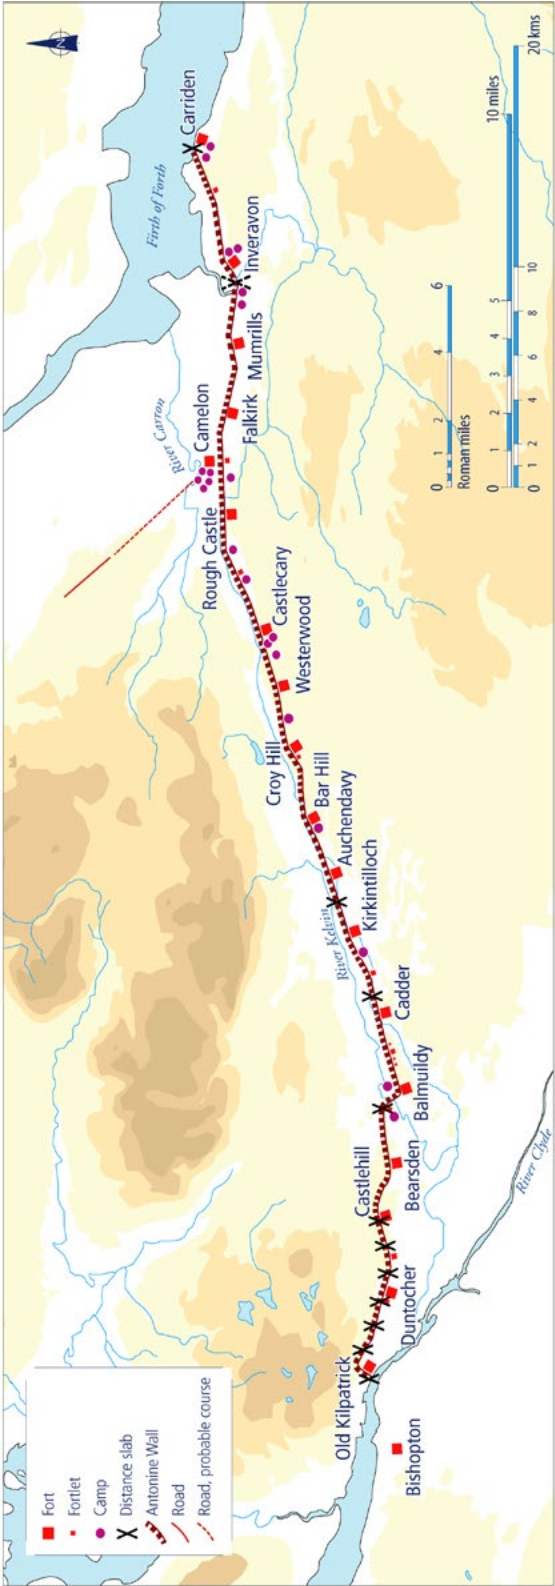 Fort
Fortlet
Camp
Distance slab
Antonine Wall
Road
Road, probable course
Bishopton
Old Kilpatrick
Duntocher
Castlehill
Bearsden
River Clyde
Balmuildy
Cadder
River Kelvin
Kirkintilloch
Auchendavy
Bar Hill
Croy Hill
Westerwood
Castlecary
Rough Castle
River Carron
Camelon
Falkirk
Mumrills
Inveravon
Firth of Forth
Carriden
N
0 1 2 4 6
Roman miles
0 1 2 3 4 5 10 miles
0 1 2 4 6 8 10 20 kms